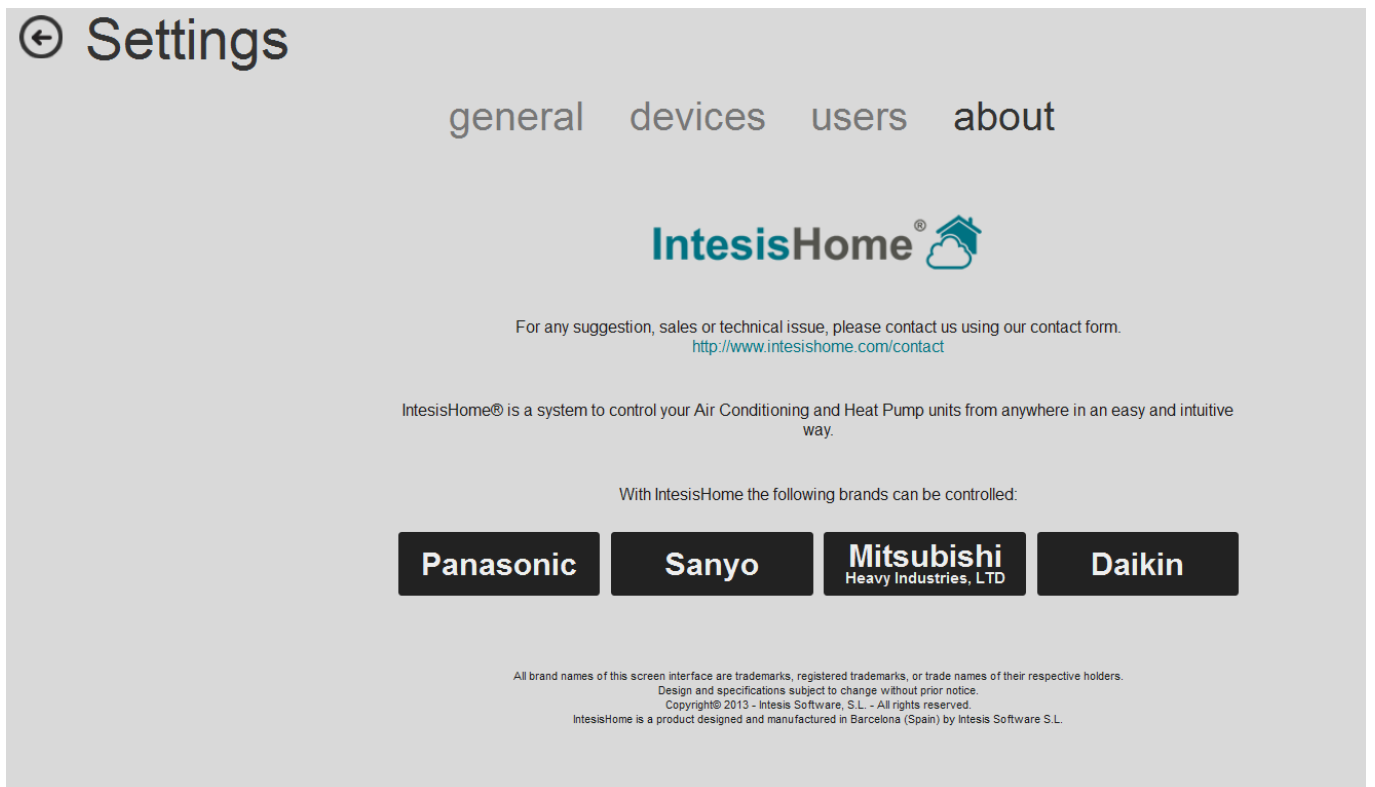 Settings
general devices users about
IntesisHome®
For any suggestion, sales or technical issue, please contact us using our contact form.
http://www.intesishome.com/contact
IntesisHome® is a system to control your Air Conditioning and Heat Pump units from anywhere in an easy and intuitive
way.
With IntesisHome the following brands can be controlled:
Panasonic Sanyo Mitsubishi Daikin
Heavy Industries, LTD
All brand names of this screen interface are trademarks, registered trademarks, or trade names of their respective holders.
Design and specifications subject to change without prior notice.
Copyright© 2013 - Intesis Software, S.L. - All rights reserved.
IntesisHome is a product designed and manufactured in Barcelona (Spain) by Intesis Software S.L.